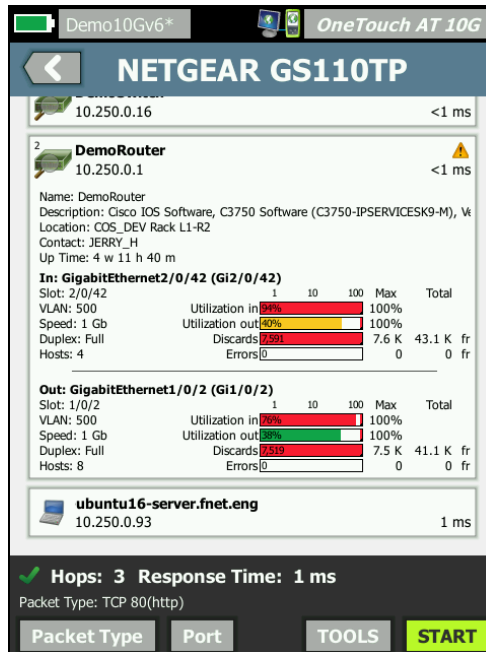 Demo10Gv6*
OneTouch AT 10G
NETGEAR GS110TP
10.250.0.16 <1 ms
2
DemoRouter
10.250.0.1 <1 ms
Name: DemoRouter
Description: Cisco IOS Software, C3750 Software (C3750-IPSERVICESK9-M), Ve
Location: COS_DEV Rack L1-R2
Contact: JERRY_H
Up Time: 4 w 11 h 40 m
In: GigabitEthernet2/0/42 (Gi2/0/42)
Slot: 2/0/42 1 10 100 Max Total
VLAN: 500 Utilization in 94% 100%
Speed: 1 Gb Utilization out 40% 100%
Duplex: Full Discards 7,591 7.6 K 43.1 K fr
Hosts: 4 Errors 0 0 0 fr
Out: GigabitEthernet1/0/2 (Gi1/0/2)
Slot: 1/0/2 1 10 100 Max Total
VLAN: 500 Utilization in 76% 100%
Speed: 1 Gb Utilization out 38% 100%
Duplex: Full Discards 7,519 7.5 K 41.1 K fr
Hosts: 8 Errors 0 0 0 fr
ubuntu16-server.fnet.eng
10.250.0.93 1 ms
Hops: 3 Response Time: 1 ms
Packet Type: TCP 80(http)
Packet Type Port TOOLS START